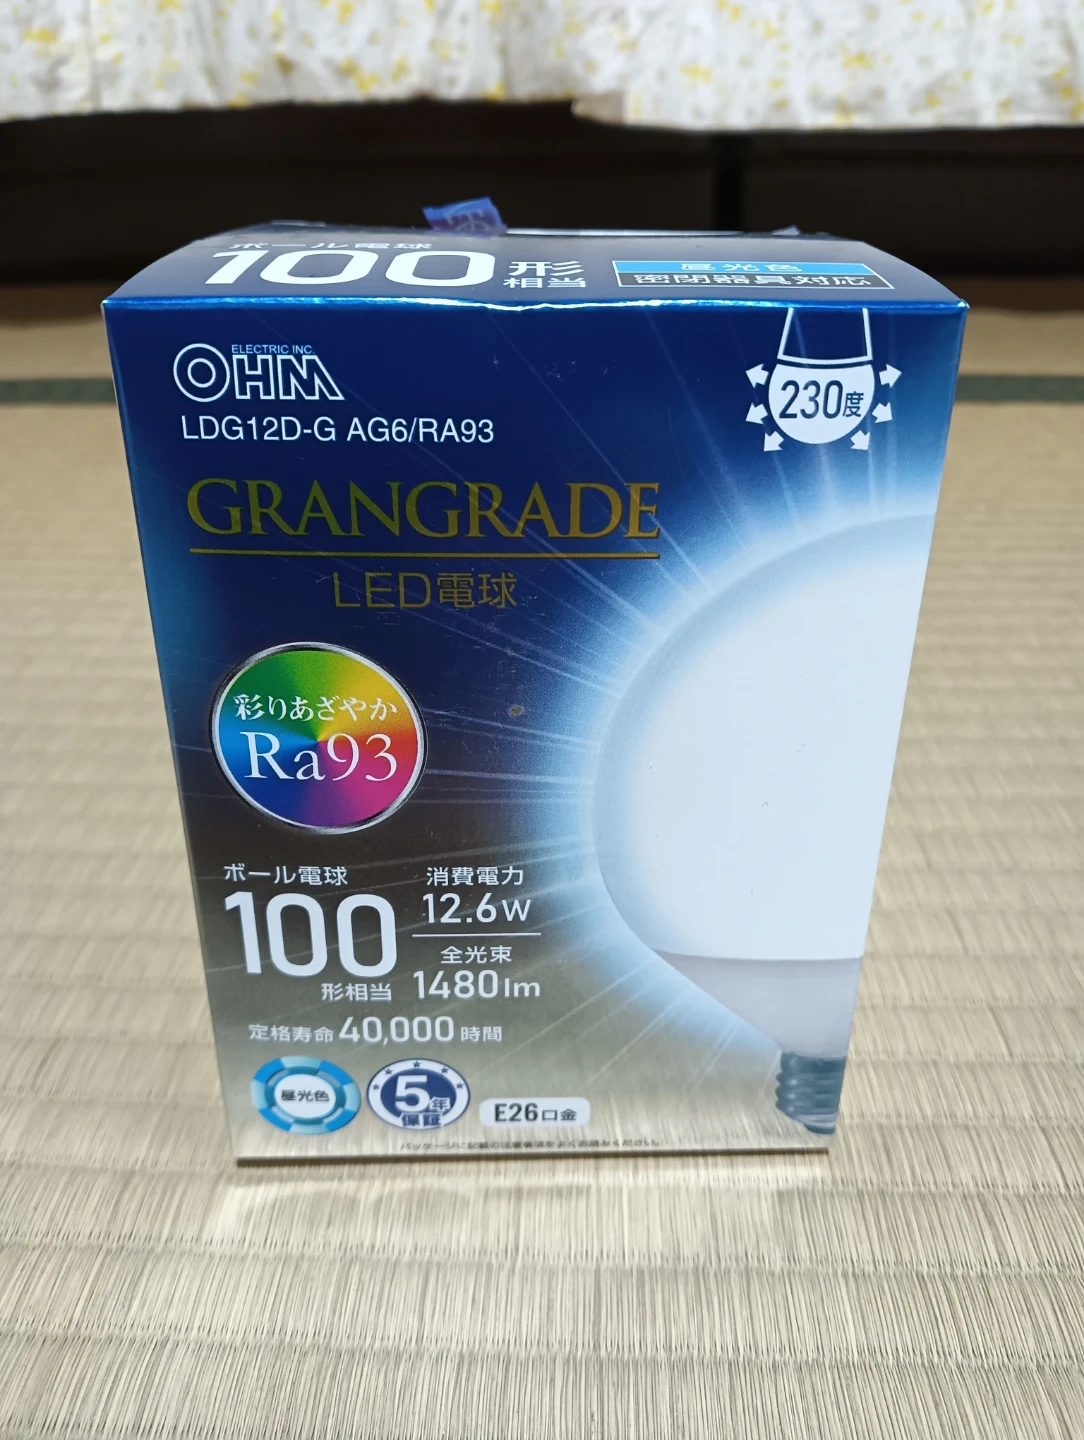 ボール電球
100形
相当
昼光色
密閉器具対応
ELECTRIC INC.
OHM
LDG12D-G AG6/RA93
230度
GRANGRADE
LED電球
彩りあざやか
Ra93
ボール電球
100
形相当
消費電力
12.6W
全光束
1480lm
定格寿命40,000時間
昼光色
5年
保証
E26口金